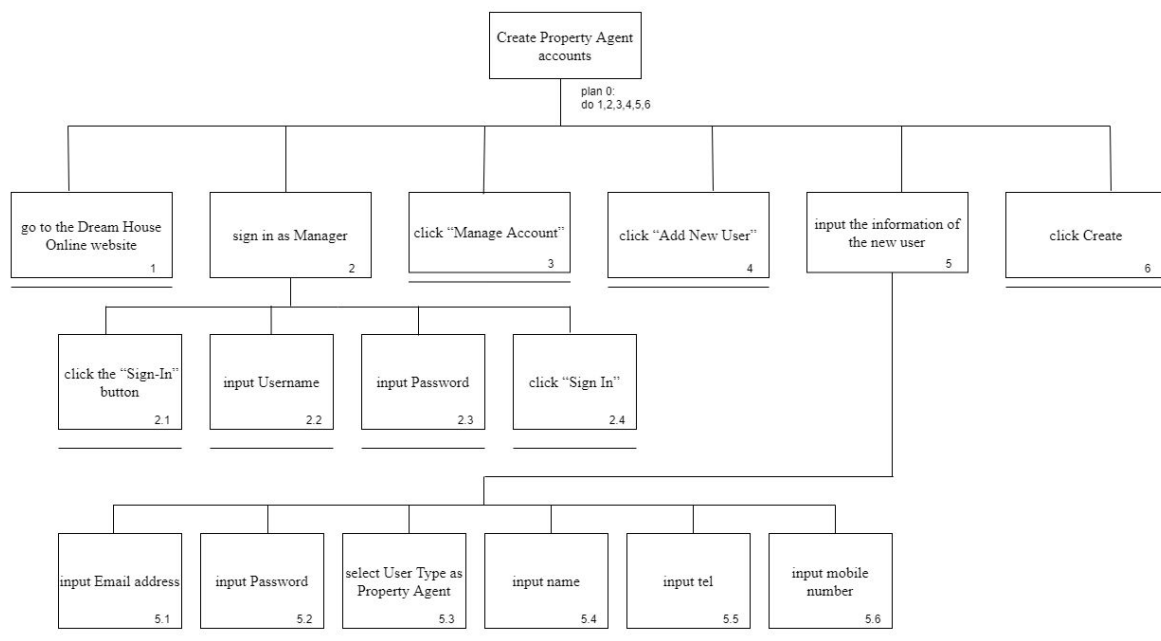 Create Property Agent
accounts
plan 0:
do 1,2,3,4,5,6
go to the Dream House
Online website
1
sign in as Manager
2
click “Manage Account”
3
click “Add New User”
4
input the information of
the new user
5
click Create
6
click the “Sign-In”
button
2.1
input Username
2.2
input Password
2.3
click “Sign In”
2.4
input Email address
5.1
input Password
5.2
select User Type as
Property Agent
5.3
input name
5.4
input tel
5.5
input mobile
number
5.6